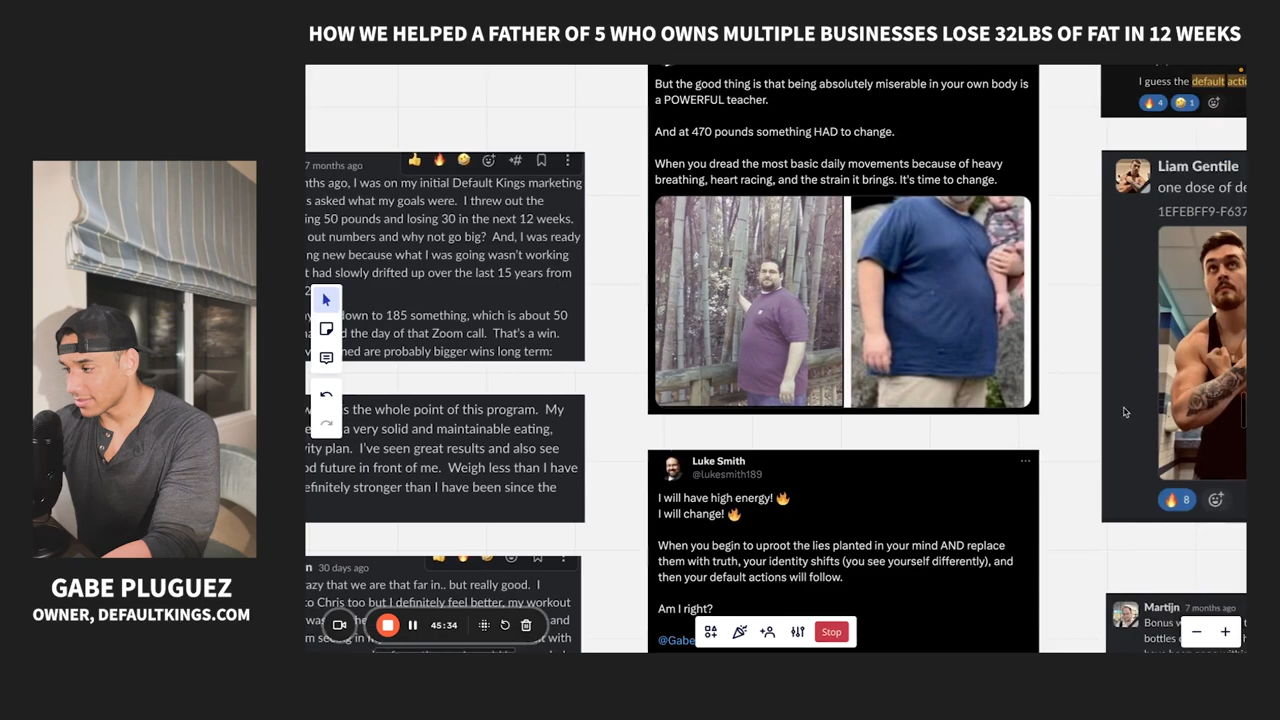 HOW WE HELPED A FATHER OF 5 WHO OWNS MULTIPLE BUSINESSES LOSE 32LBS OF FAT IN 12 WEEKS
GABE PLUGUEZ
OWNER, DEFAULTKINGS.COM
7 months ago
ago, I was on my initial Default Kings marketing
asked what my goals were. I threw out the
50 pounds and losing 30 in the next 12 weeks.
out numbers and why not go big? And, I was ready
new because what I was going wasn't working
had slowly drifted up over the last 15 years from
down to 185 something, which is about 50
the day of that Zoom call. That's a win.
are probably bigger wins long term:
is the whole point of this program. My
a very solid and maintainable eating,
plan. I've seen great results and also see
future in front of me. Weigh less than I have
stronger than I have been since the
30 days ago
that we are that far in.. but really good. I
to Chris too but I definitely feel better, my workout
and
with
45:34
But the good thing is that being absolutely miserable in your own body is
a POWERFUL teacher.
And at 470 pounds something HAD to change.
When you dread the most basic daily movements because of heavy
breathing, heart racing, and the strain it brings. It's time to change.
Luke Smith
@lukesmith189
I will have high energy! 🔥
I will change! 🔥
When you begin to uproot the lies planted in your mind AND replace
them with truth, your identity shifts (you see yourself differently), and
then your default actions will follow.
Am I right?
@Gabe
Stop
I guess the default
4
1
Liam Gentile
one dose of
1EFEBFF9-F637
8
Martijn 7 months ago
Bonus
bottles